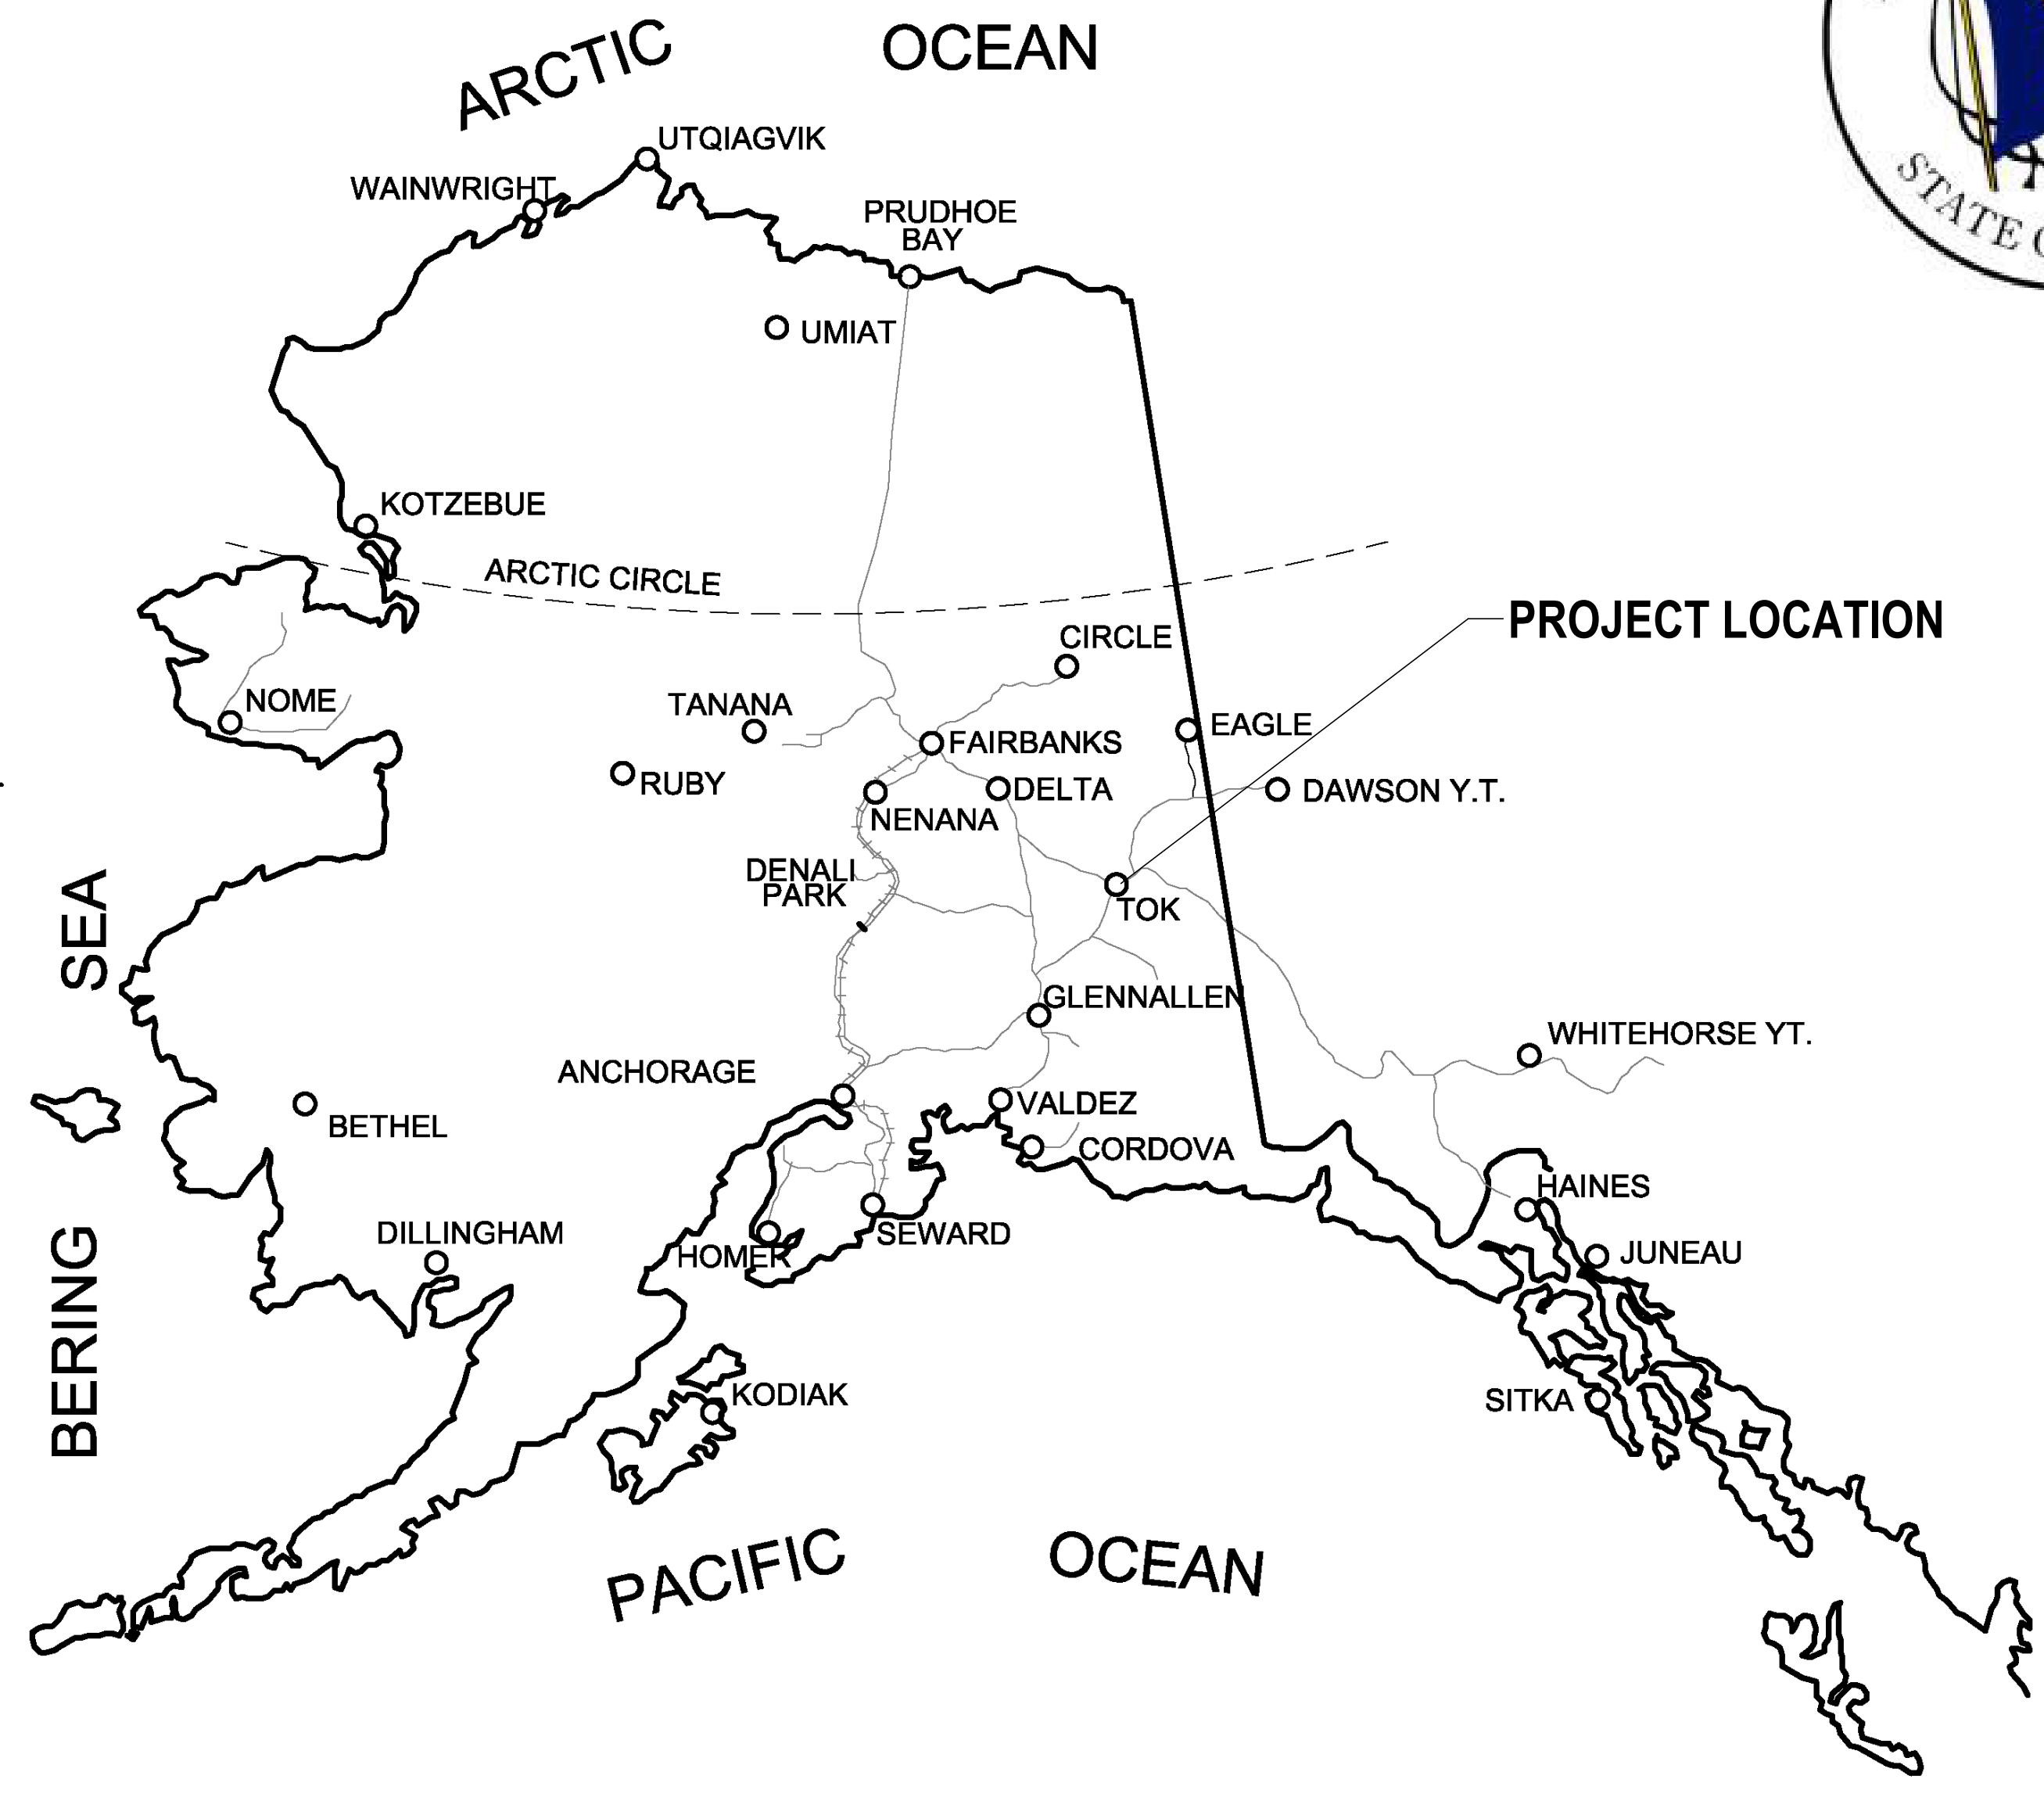 ARCTIC OCEAN
UTQIAGVIK
WAINWRIGHT
PRUDHOE
BAY
UMIAT
STATE
KOTZEBUE
ARCTIC CIRCLE
PROJECT LOCATION
CIRCLE
NOME
TANANA
EAGLE
FAIRBANKS
RUBY
DELTA
DAWSON Y.T.
NENANA
DENALI
PARK
TOK
SEA
GLENNALLEN
WHITEHORSE YT.
ANCHORAGE
VALDEZ
BETHEL
CORDOVA
HAINES
DILLINGHAM
SEWARD
HOMER
JUNEAU
BERING
KODIAK
SITKA
PACIFIC OCEAN